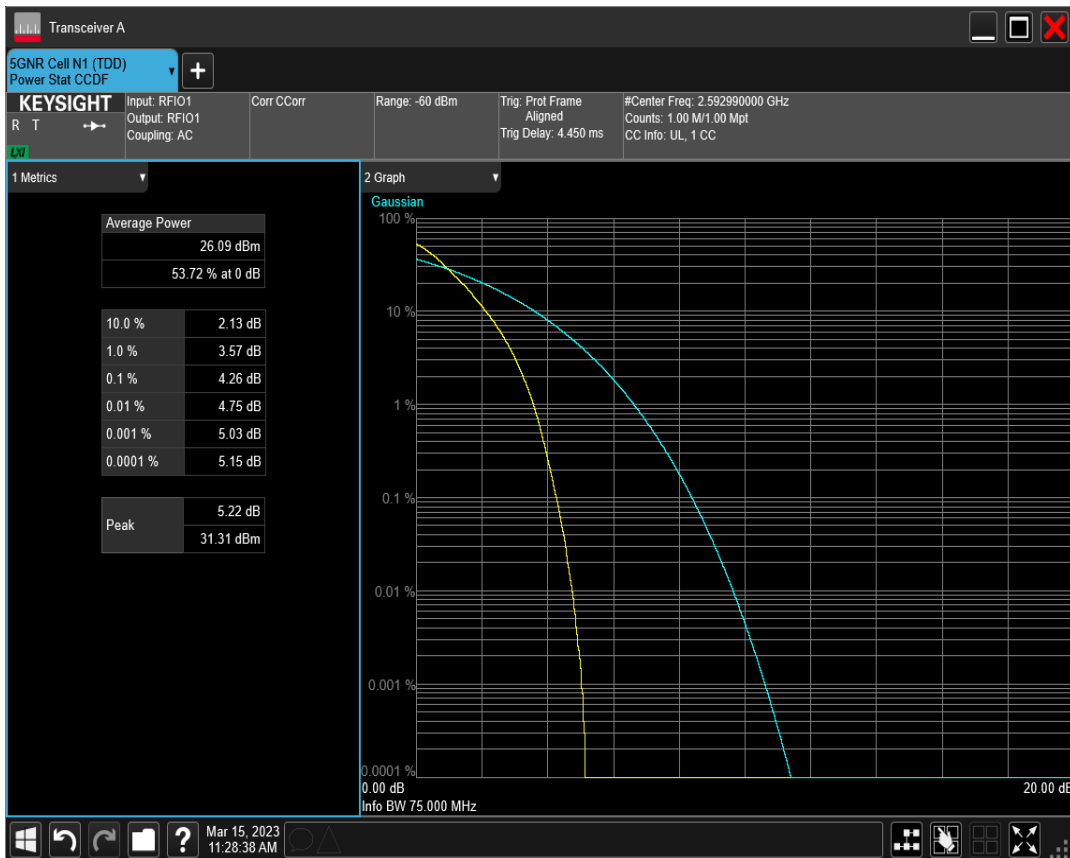 Transceiver A
5GNR Cell N1 (TDD)
Power Stat CCDF
+
KEYSIGHT
R T
LXI
Input: RFIO1
Output: RFIO1
Coupling: AC
Corr CCorr
Range: -60 dBm
Trig: Prot Frame
Aligned
Trig Delay: 4.450 ms
#Center Freq: 2.592990000 GHz
Counts: 1.00 M/1.00 Mpt
CC Info: UL, 1 CC
1 Metrics
Average Power
26.09 dBm
53.72 % at 0 dB
10.0 % 2.13 dB
1.0 % 3.57 dB
0.1 % 4.26 dB
0.01 % 4.75 dB
0.001 % 5.03 dB
0.0001 % 5.15 dB
Peak
5.22 dB
31.31 dBm
2 Graph
Gaussian
100 %
10 %
1 %
0.1 %
0.01 %
0.001 %
0.0001 %
0.00 dB
20.00 dB
Info BW 75.000 MHz
?
Mar 15, 2023
11:28:38 AM